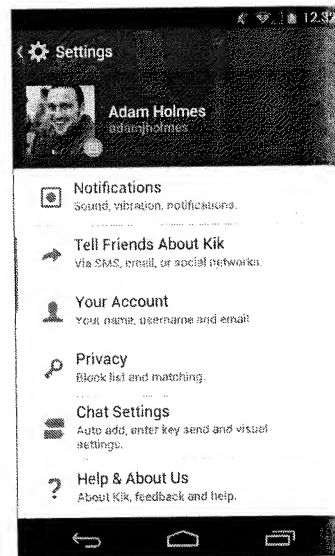 12:32
Settings
Adam Holmes
adamjholmes
Notifications
Sound, vibration, notifications.
Tell Friends About Kik
Via SMS, email, or social networks.
Your Account
Your name, username and email
Privacy
Block list and matching.
Chat Settings
Auto add, enter key send and visual
settings.
?
Help & About Us
About Kik, feedback and help.